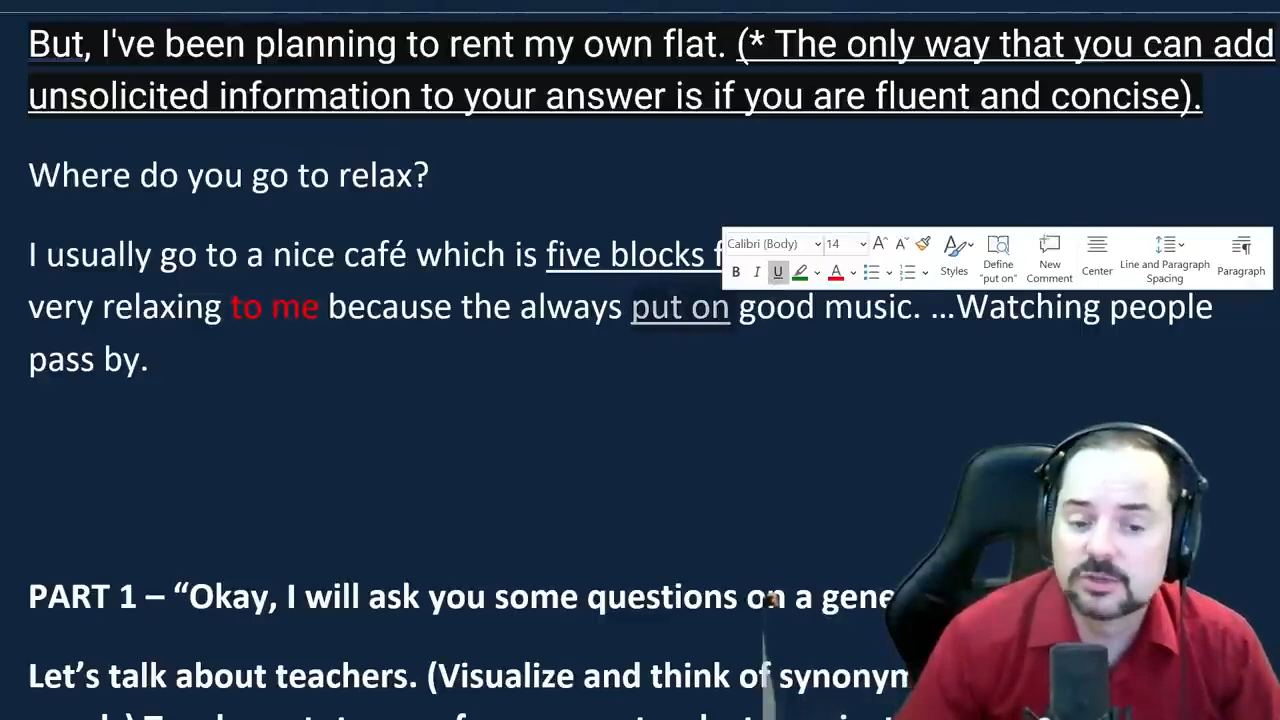 But, I've been planning to rent my own flat. (* The only way that you can add
unsolicited information to your answer is if you are fluent and concise).
Where do you go to relax?
I usually go to a nice café which is five blocks
Calibri (Body) 14
Styles
Define "put on"
New Comment
Center
Line and Paragraph Spacing
Paragraph
B I U A
very relaxing to me because the always put on good music. …Watching people
pass by.
PART 1 – “Okay, I will ask you some questions on a
Let’s talk about teachers. (Visualize and think of